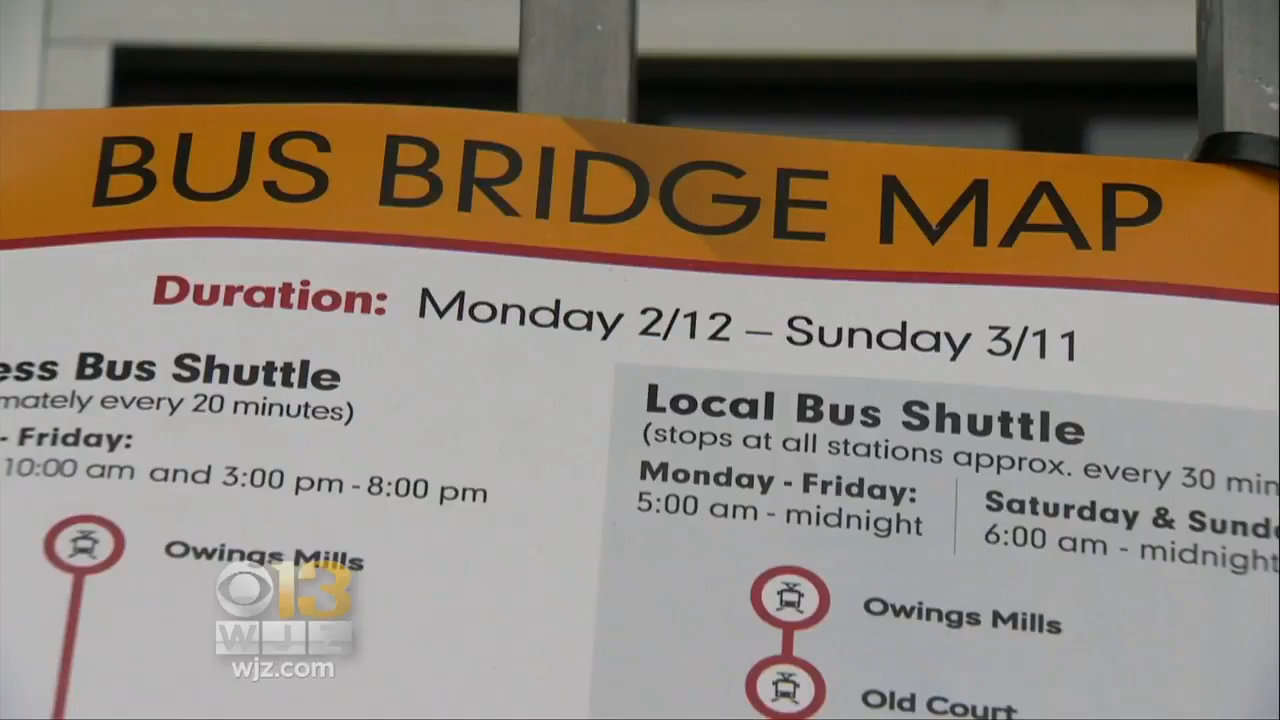 BUS BRIDGE MAP
Duration: Monday 2/12 – Sunday 3/11
ess Bus Shuttle
mately every 20 minutes)
- Friday:
10:00 am and 3:00 pm - 8:00 pm
Owings Mills
Local Bus Shuttle
(stops at all stations approx. every 30 min
Monday - Friday:
5:00 am - midnight
Saturday & Sund
6:00 am - midnight
Owings Mills
Old Court
13
WJZ
wjz.com